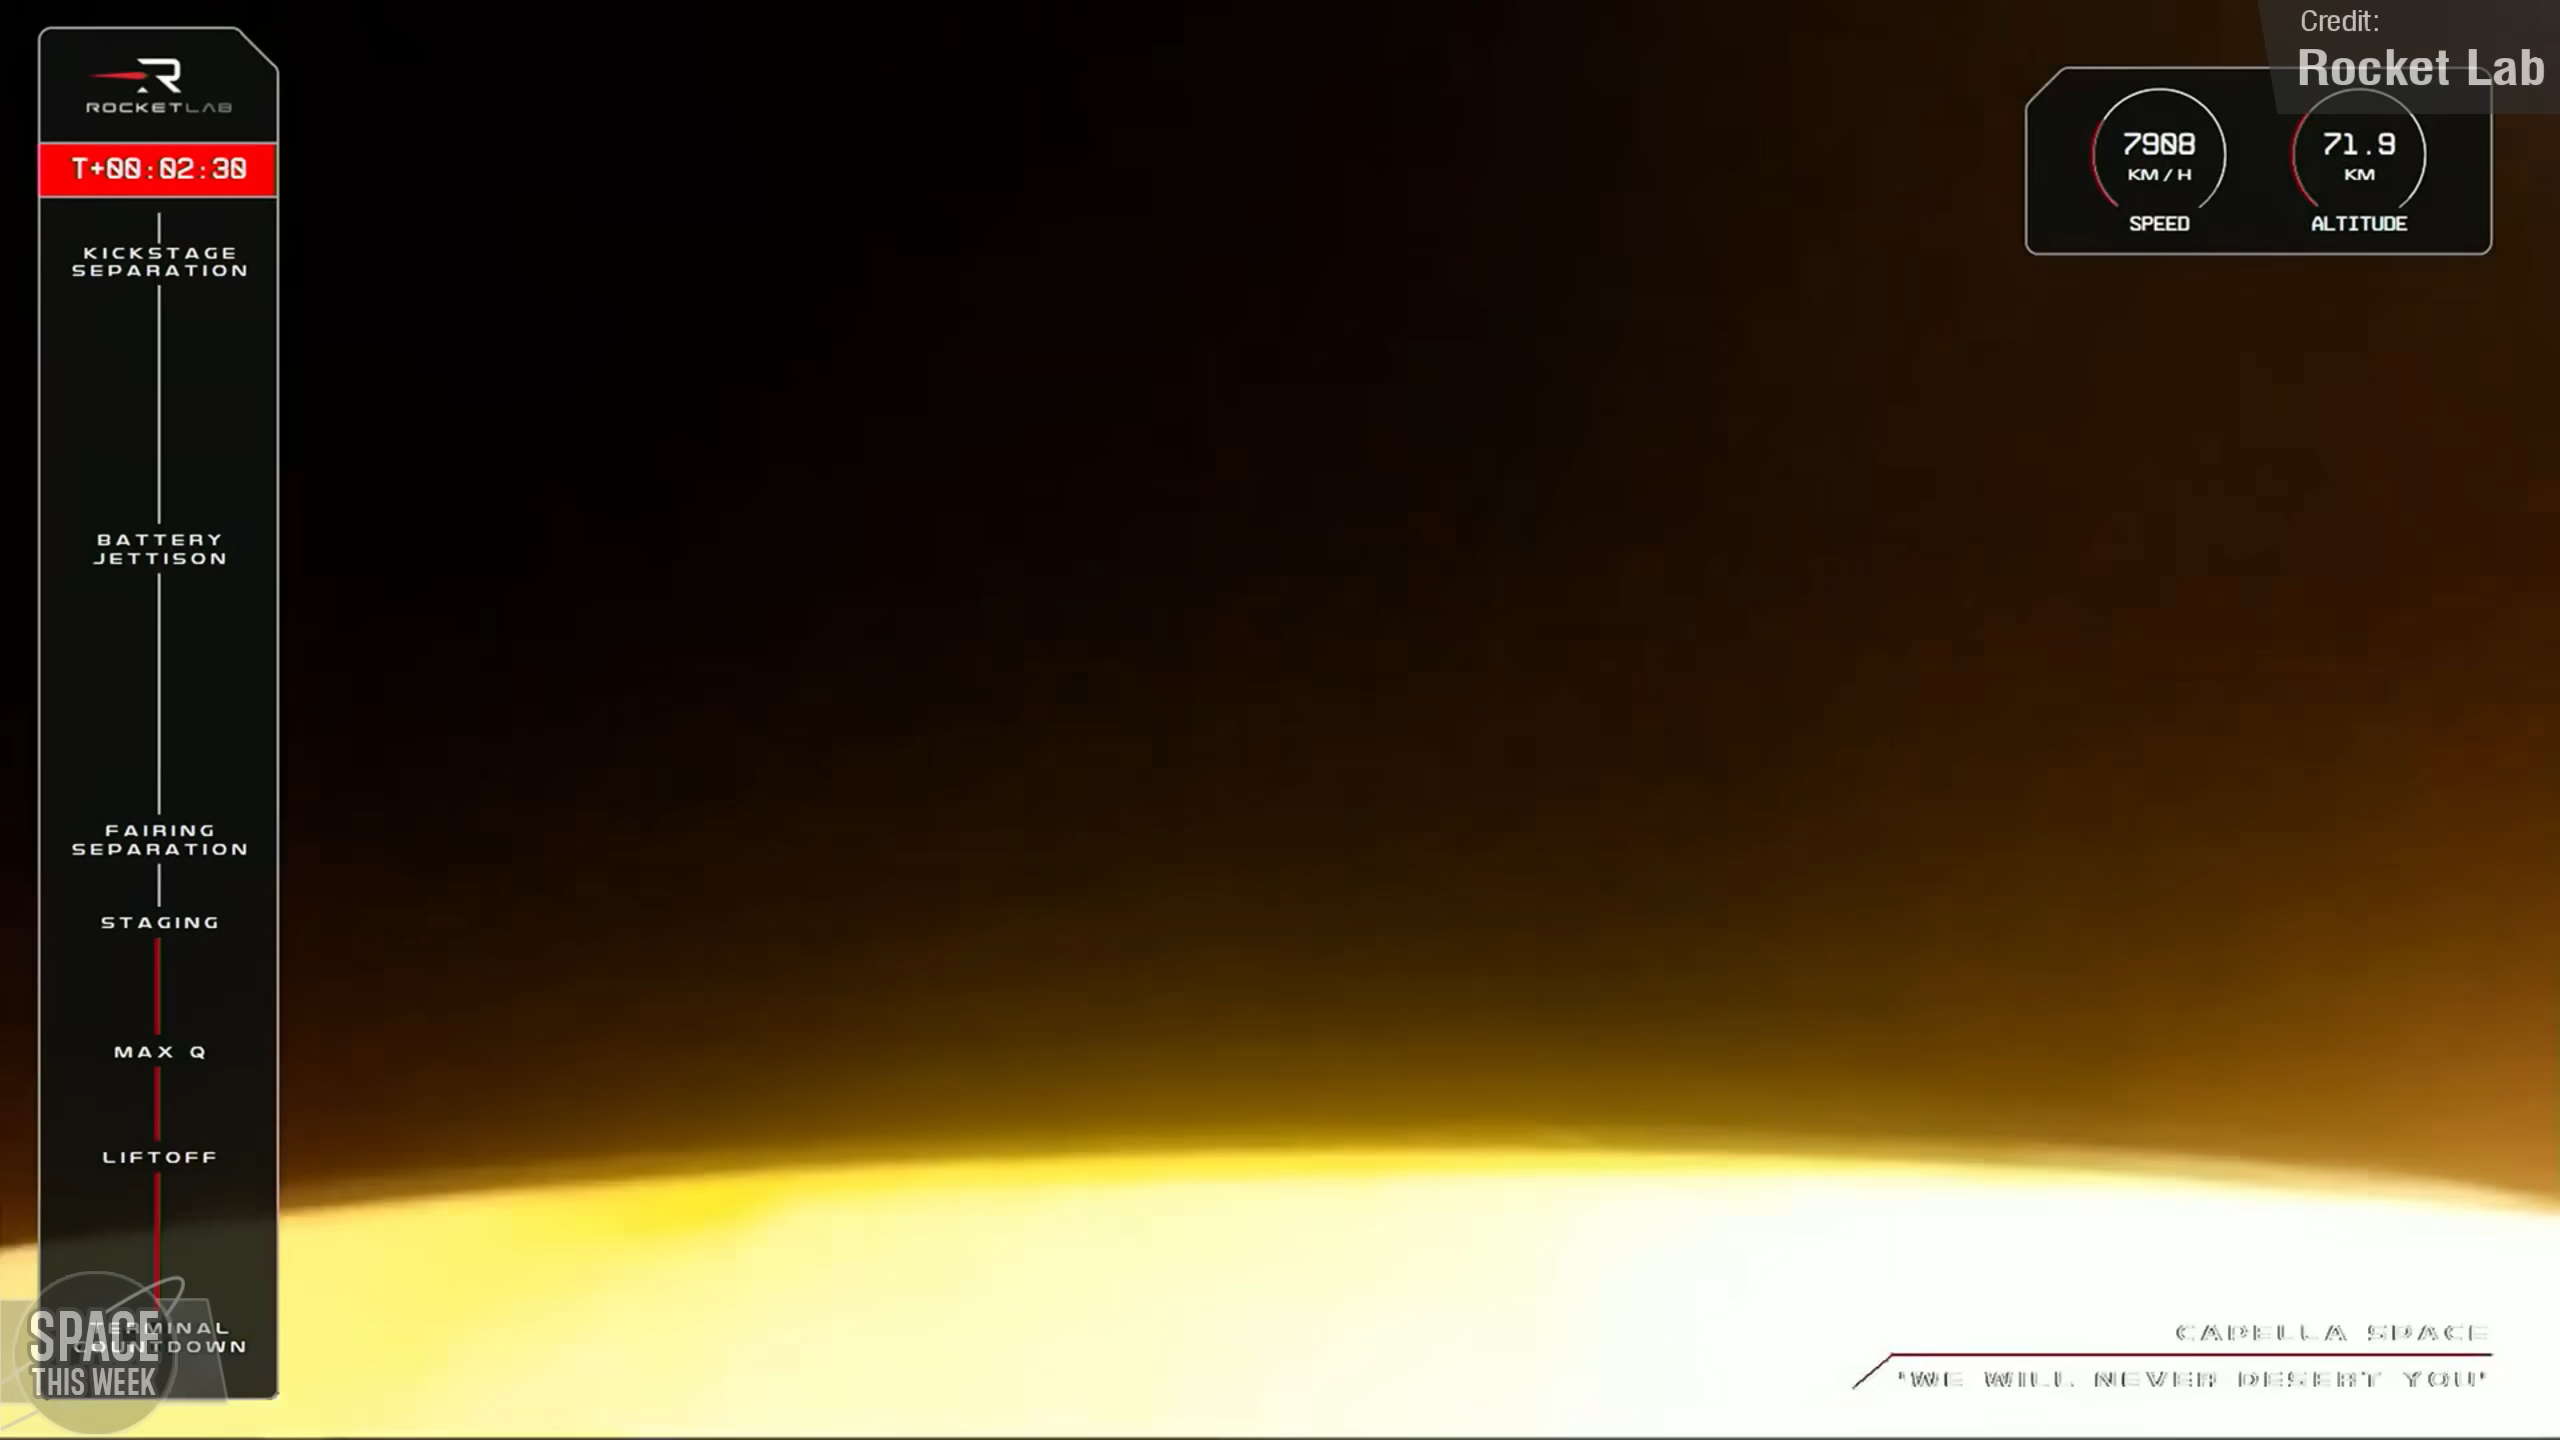 Credit:
Rocket Lab
ROCKETLAB
T+00:02:30
KICKSTAGE
SEPARATION
BATTERY
JETTISON
FAIRING
SEPARATION
STAGING
MAX Q
LIFTOFF
TERMINAL
COUNTDOWN
SPACE
THIS WEEK
7908
KM/H
SPEED
71.9
KM
ALTITUDE
CAPELLA SPACE
"WE WILL NEVER DESERT YOU"